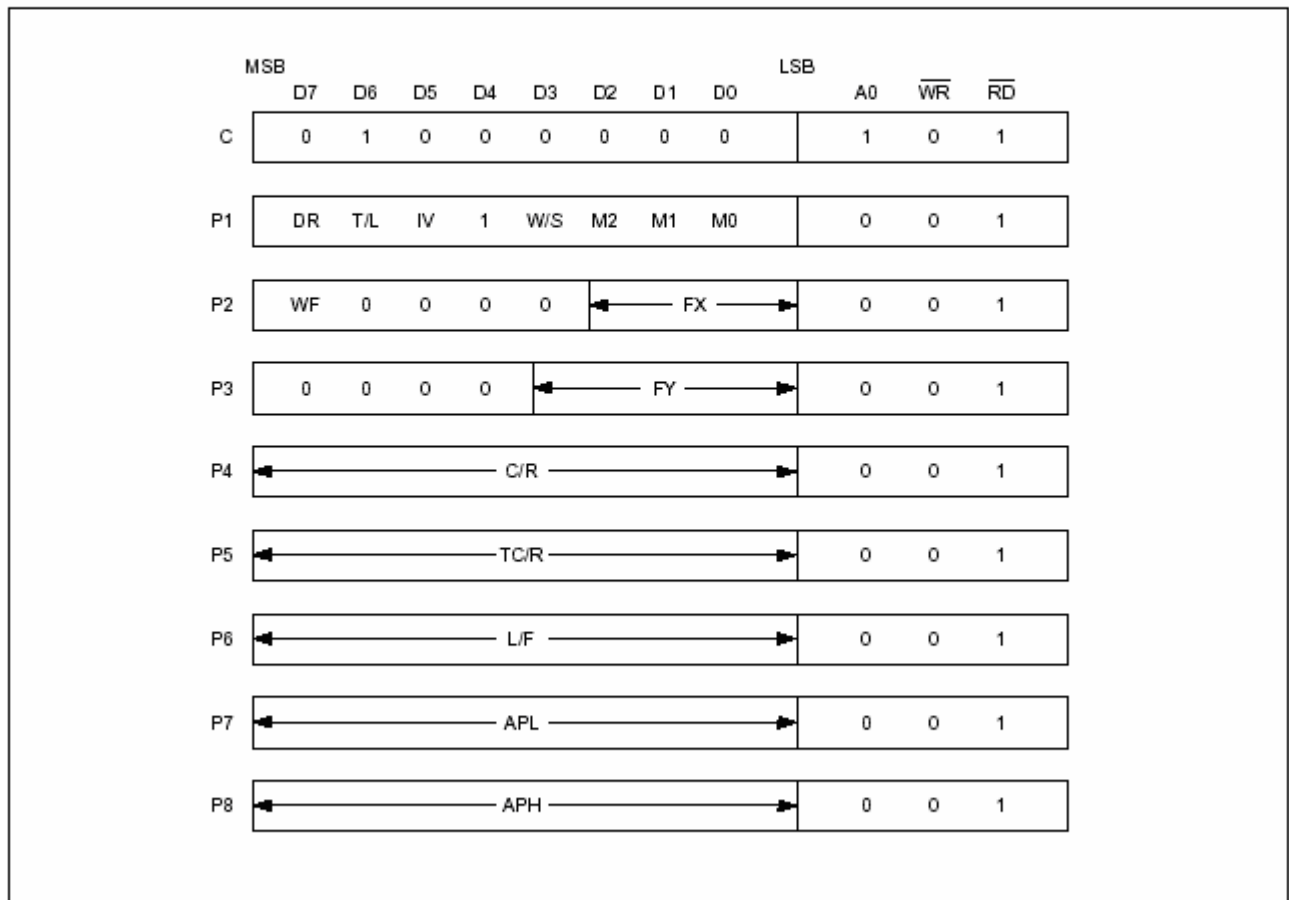 MSB LSB
D7 D6 D5 D4 D3 D2 D1 D0 A0 W̅R̅ R̅D̅
C 0 1 0 0 0 0 0 0 1 0 1
P1 DR T/L IV 1 W/S M2 M1 M0 0 0 1
P2 WF 0 0 0 0 FX 0 0 1
P3 0 0 0 0 FY 0 0 1
P4 C/R 0 0 1
P5 TC/R 0 0 1
P6 L/F 0 0 1
P7 APL 0 0 1
P8 APH 0 0 1